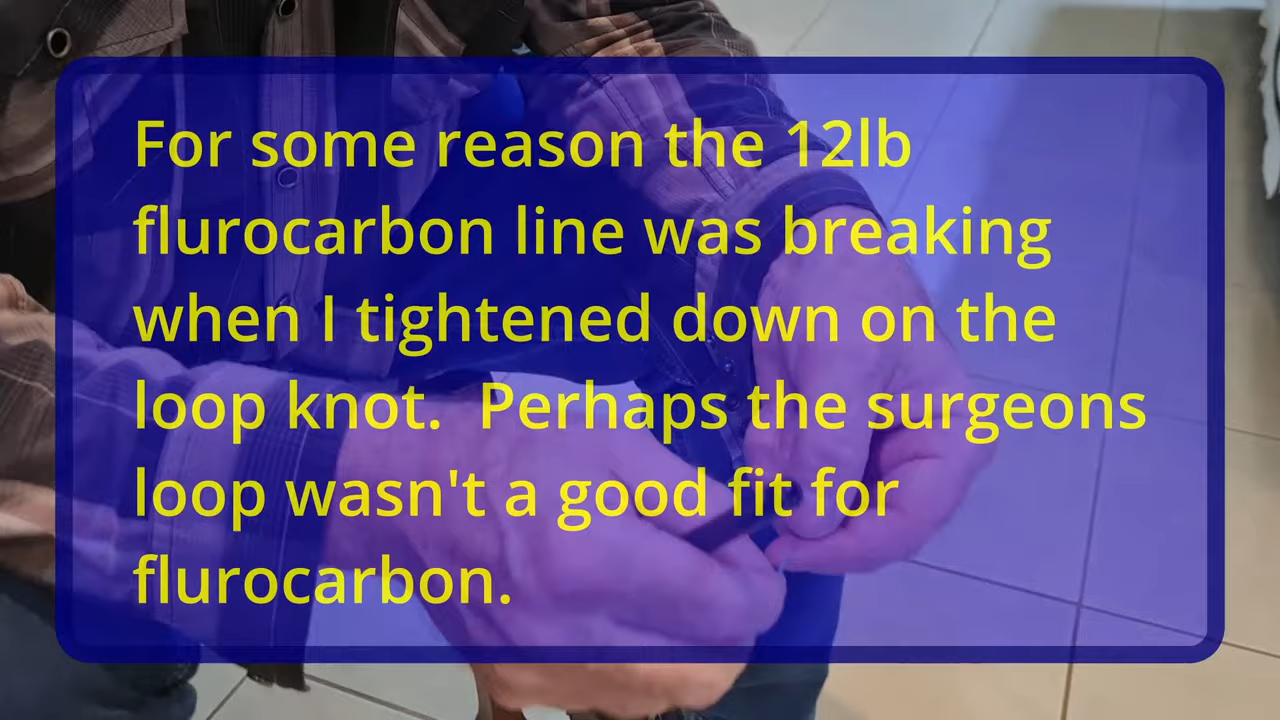 For some reason the 12lb
flurocarbon line was breaking
when I tightened down on the
loop knot.  Perhaps the surgeons
loop wasn't a good fit for
flurocarbon.